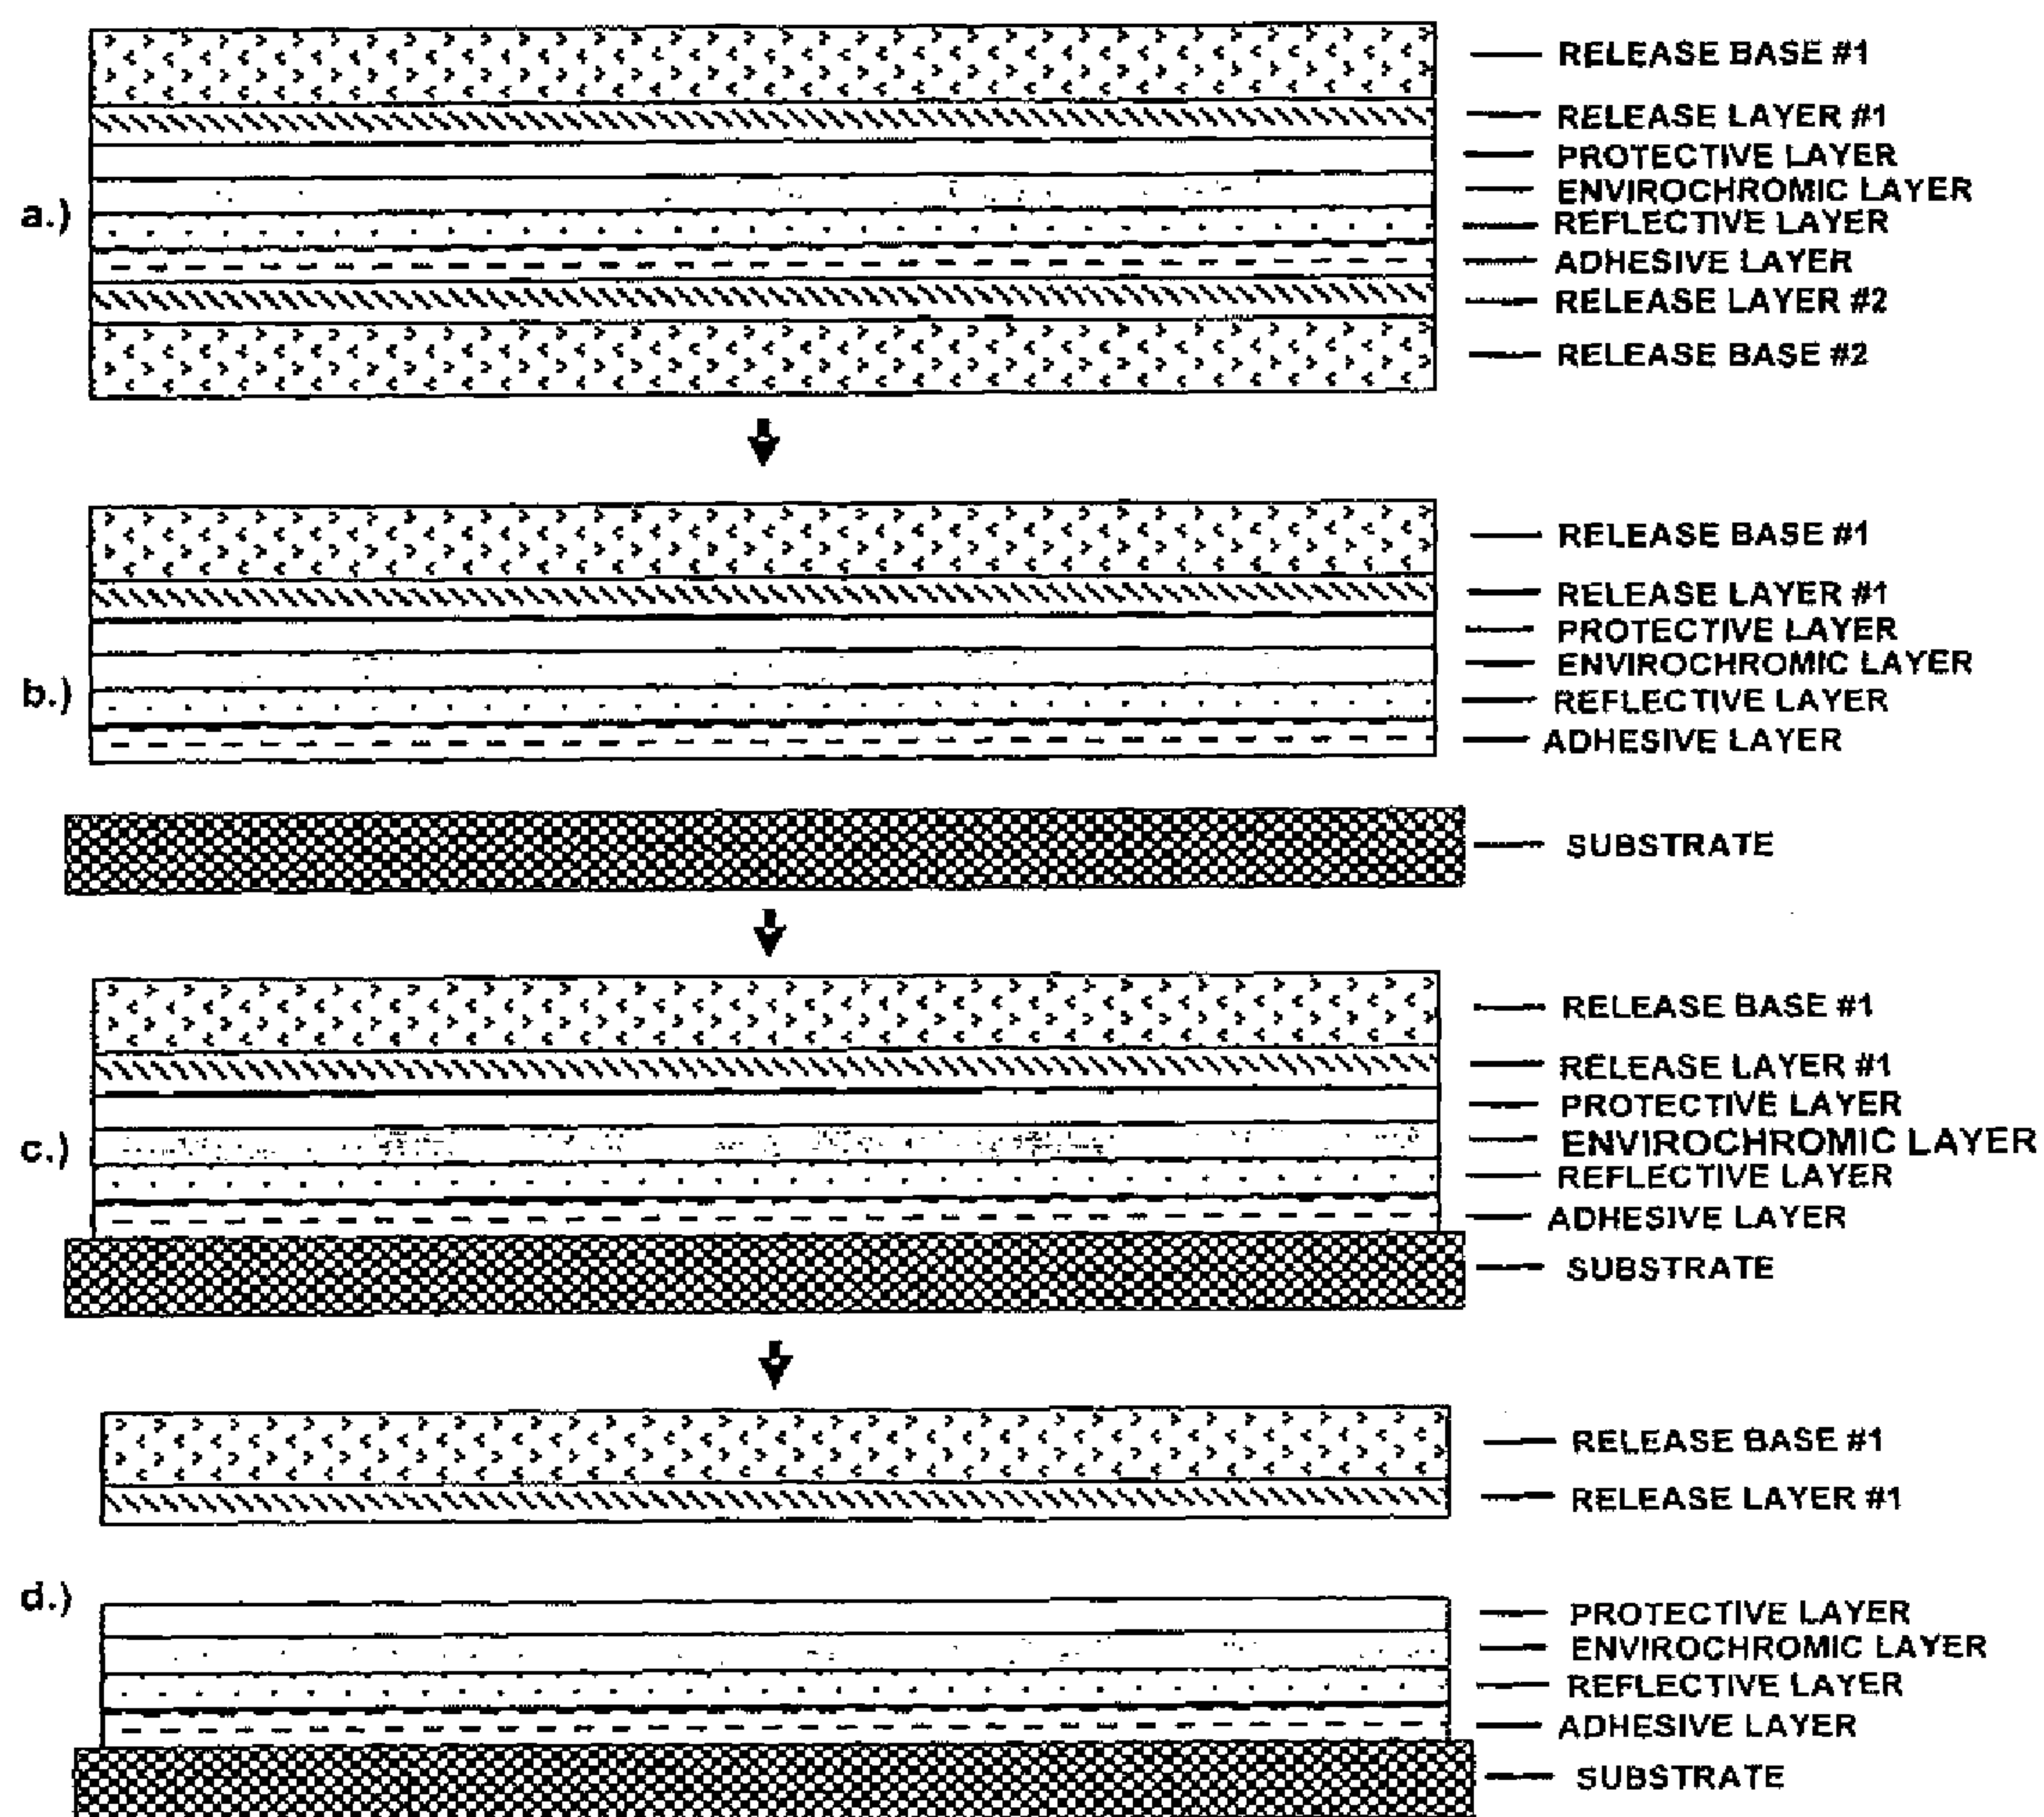 RELEASE BASE #1
RELEASE LAYER #1
PROTECTIVE LAYER
ENVIROCHROMIC LAYER
a.)
REFLECTIVE LAYER
ADHESIVE LAYER
RELEASE LAYER #2
RELEASE BASE #2
RELEASE BASE #1
RELEASE LAYER #1
PROTECTIVE LAYER
ENVIROCHROMIC LAYER
b.)
REFLECTIVE LAYER
ADHESIVE LAYER
SUBSTRATE
RELEASE BASE #1
RELEASE LAYER #1
PROTECTIVE LAYER
c.)
ENVIROCHROMIC LAYER
REFLECTIVE LAYER
ADHESIVE LAYER
SUBSTRATE
RELEASE BASE #1
RELEASE LAYER #1
d.)
PROTECTIVE LAYER
ENVIROCHROMIC LAYER
REFLECTIVE LAYER
ADHESIVE LAYER
SUBSTRATE